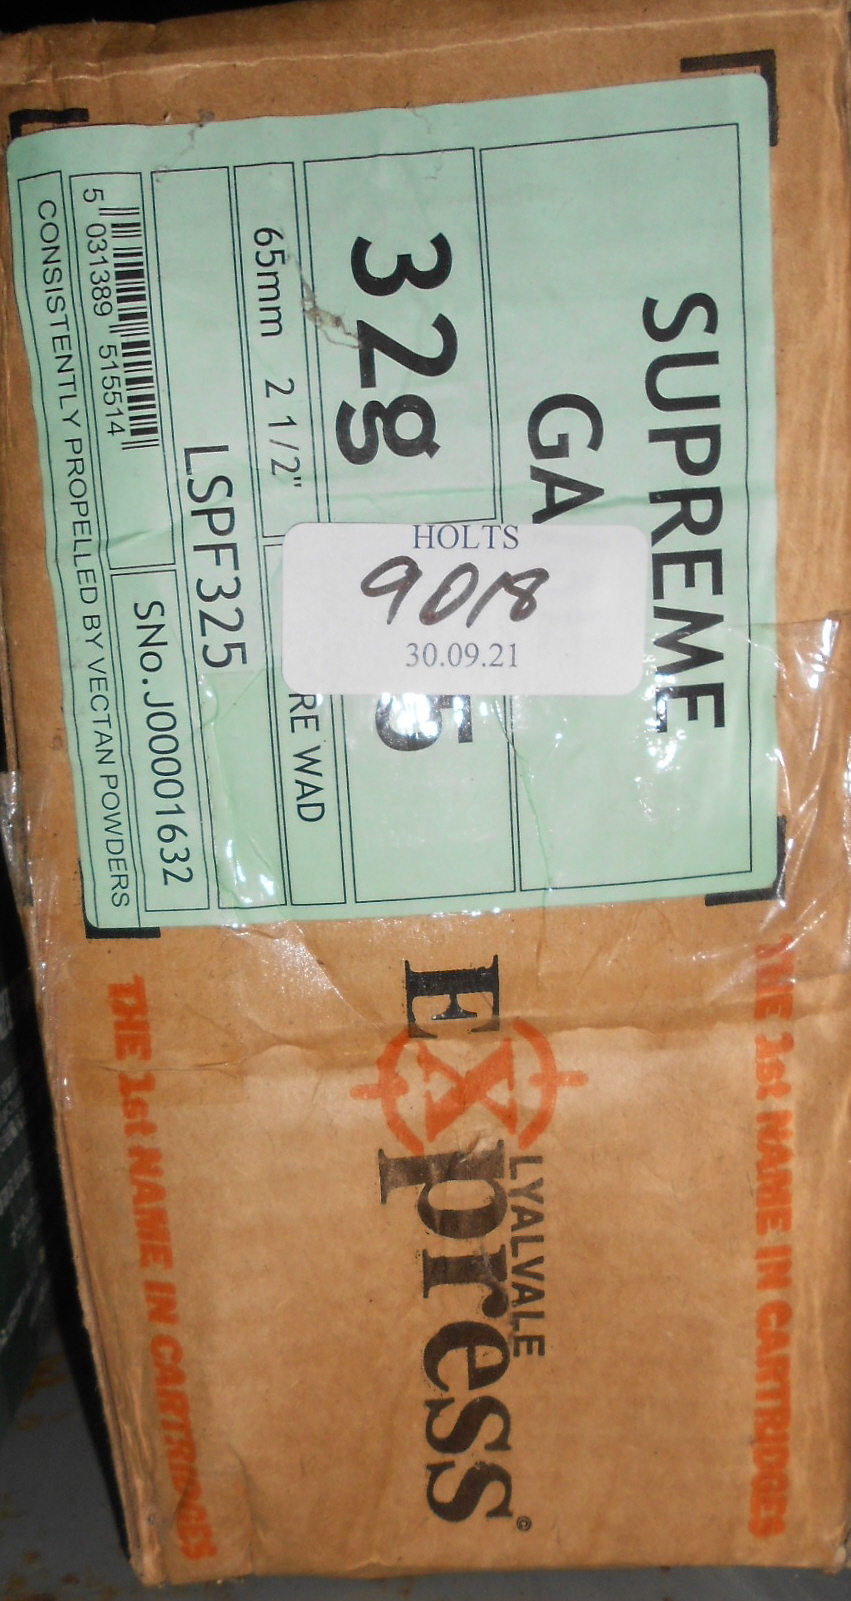 SUPREME
GA
32g
5
65mm 2 1/2"
RE WAD
LSPF325
5 031389 515514
SNo. J00001632
CONSISTENTLY PROPELLED BY VECTAN POWDERS
HOLTS
9018
30.09.21
THE 1st NAME IN CARTRIDGES
LYALVALE
Express©
THE 1st NAME IN CARTRIDGES